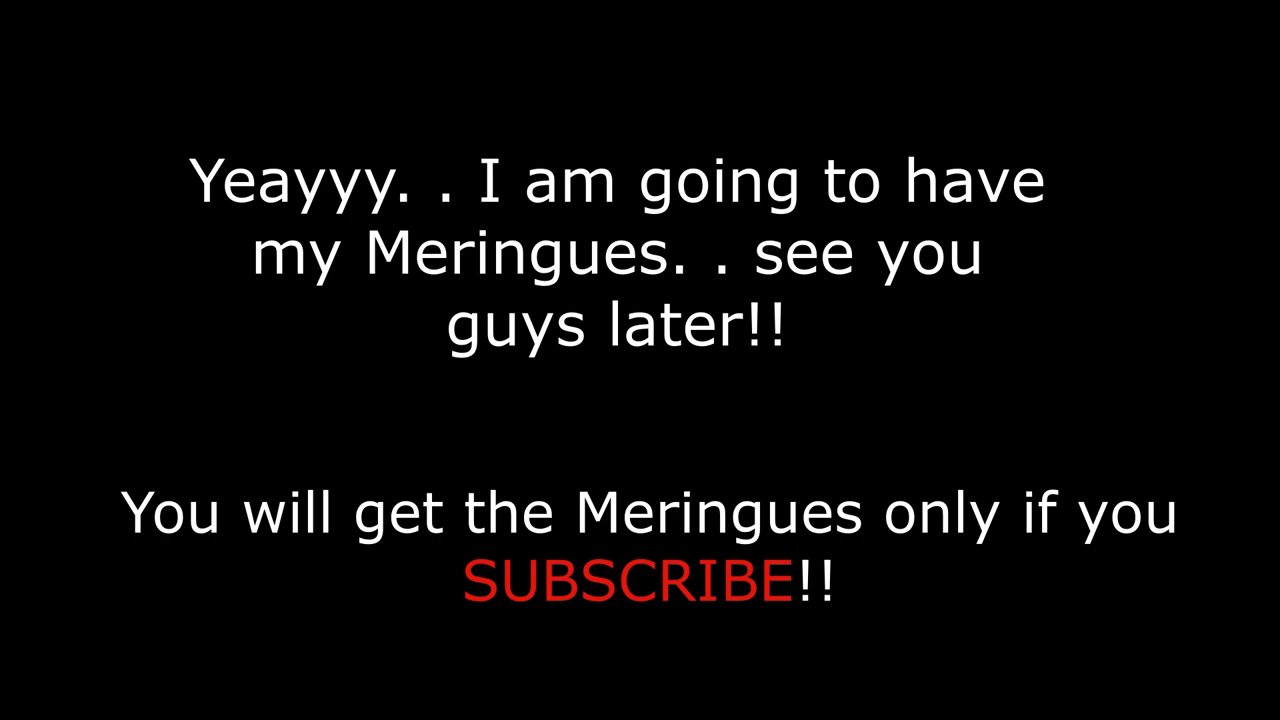 Yeayyy. . I am going to have
my Meringues. . see you
guys later!!
You will get the Meringues only if you
SUBSCRIBE!!